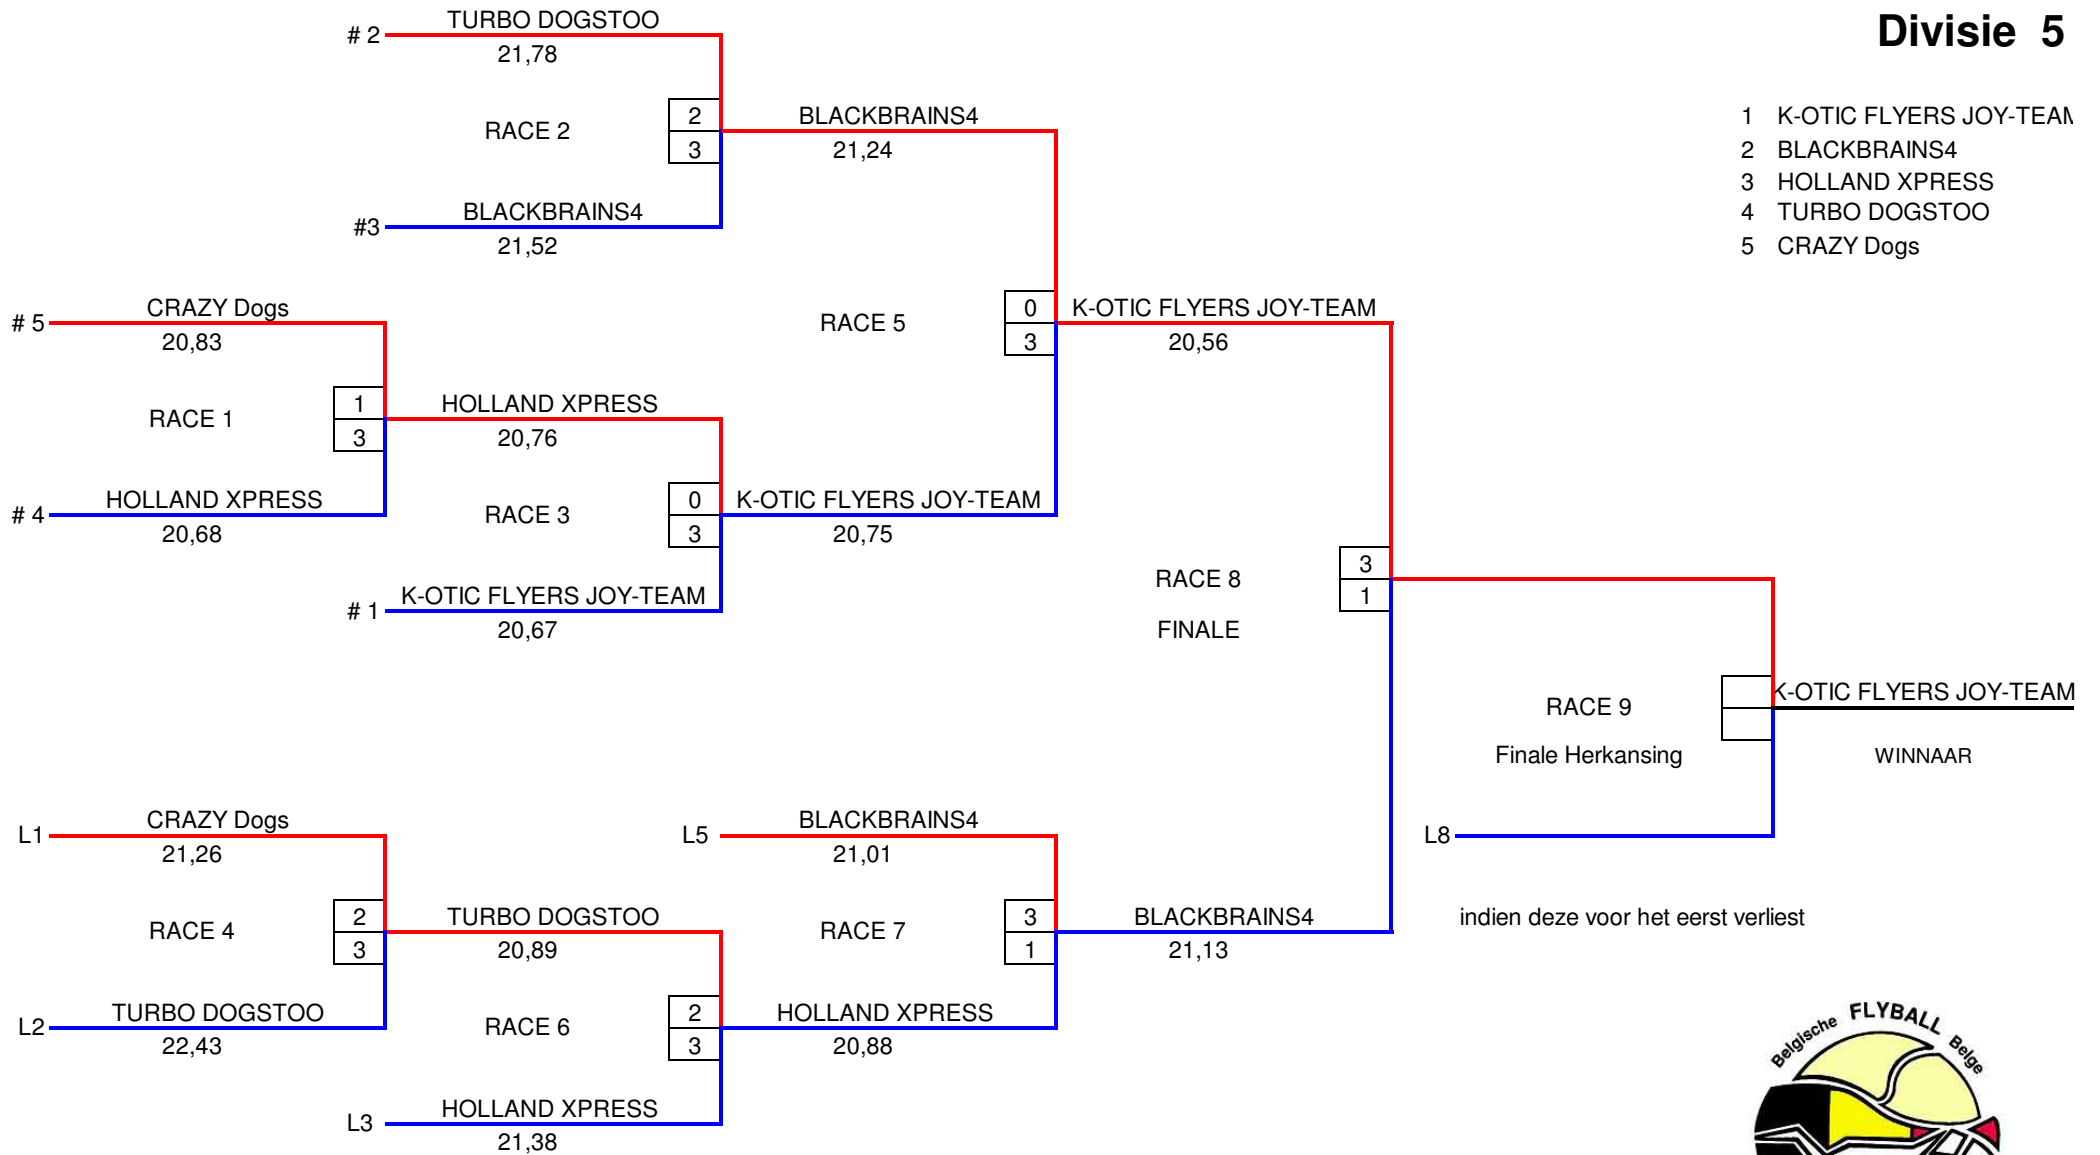 Divisie 5
# 2 TURBO DOGSTOO
21,78
RACE 2
2
3
#3 BLACKBRAINS4
21,52
BLACKBRAINS4
21,24
1 K-OTIC FLYERS JOY-TEAM
2 BLACKBRAINS4
3 HOLLAND XPRESS
4 TURBO DOGSTOO
5 CRAZY Dogs
# 5 CRAZY Dogs
20,83
RACE 1
1
3
# 4 HOLLAND XPRESS
20,68
HOLLAND XPRESS
20,76
RACE 3
0
3
# 1 K-OTIC FLYERS JOY-TEAM
20,67
K-OTIC FLYERS JOY-TEAM
20,75
RACE 5
0
3
K-OTIC FLYERS JOY-TEAM
20,56
RACE 8
3
1
FINALE
RACE 9
Finale Herkansing
K-OTIC FLYERS JOY-TEAM
WINNAAR
L8
indien deze voor het eerst verliest
L1 CRAZY Dogs
21,26
RACE 4
2
3
L2 TURBO DOGSTOO
22,43
TURBO DOGSTOO
20,89
RACE 6
2
3
L3 HOLLAND XPRESS
21,38
L5 BLACKBRAINS4
21,01
RACE 7
3
1
HOLLAND XPRESS
20,88
BLACKBRAINS4
21,13
Belgische FLYBALL Belge